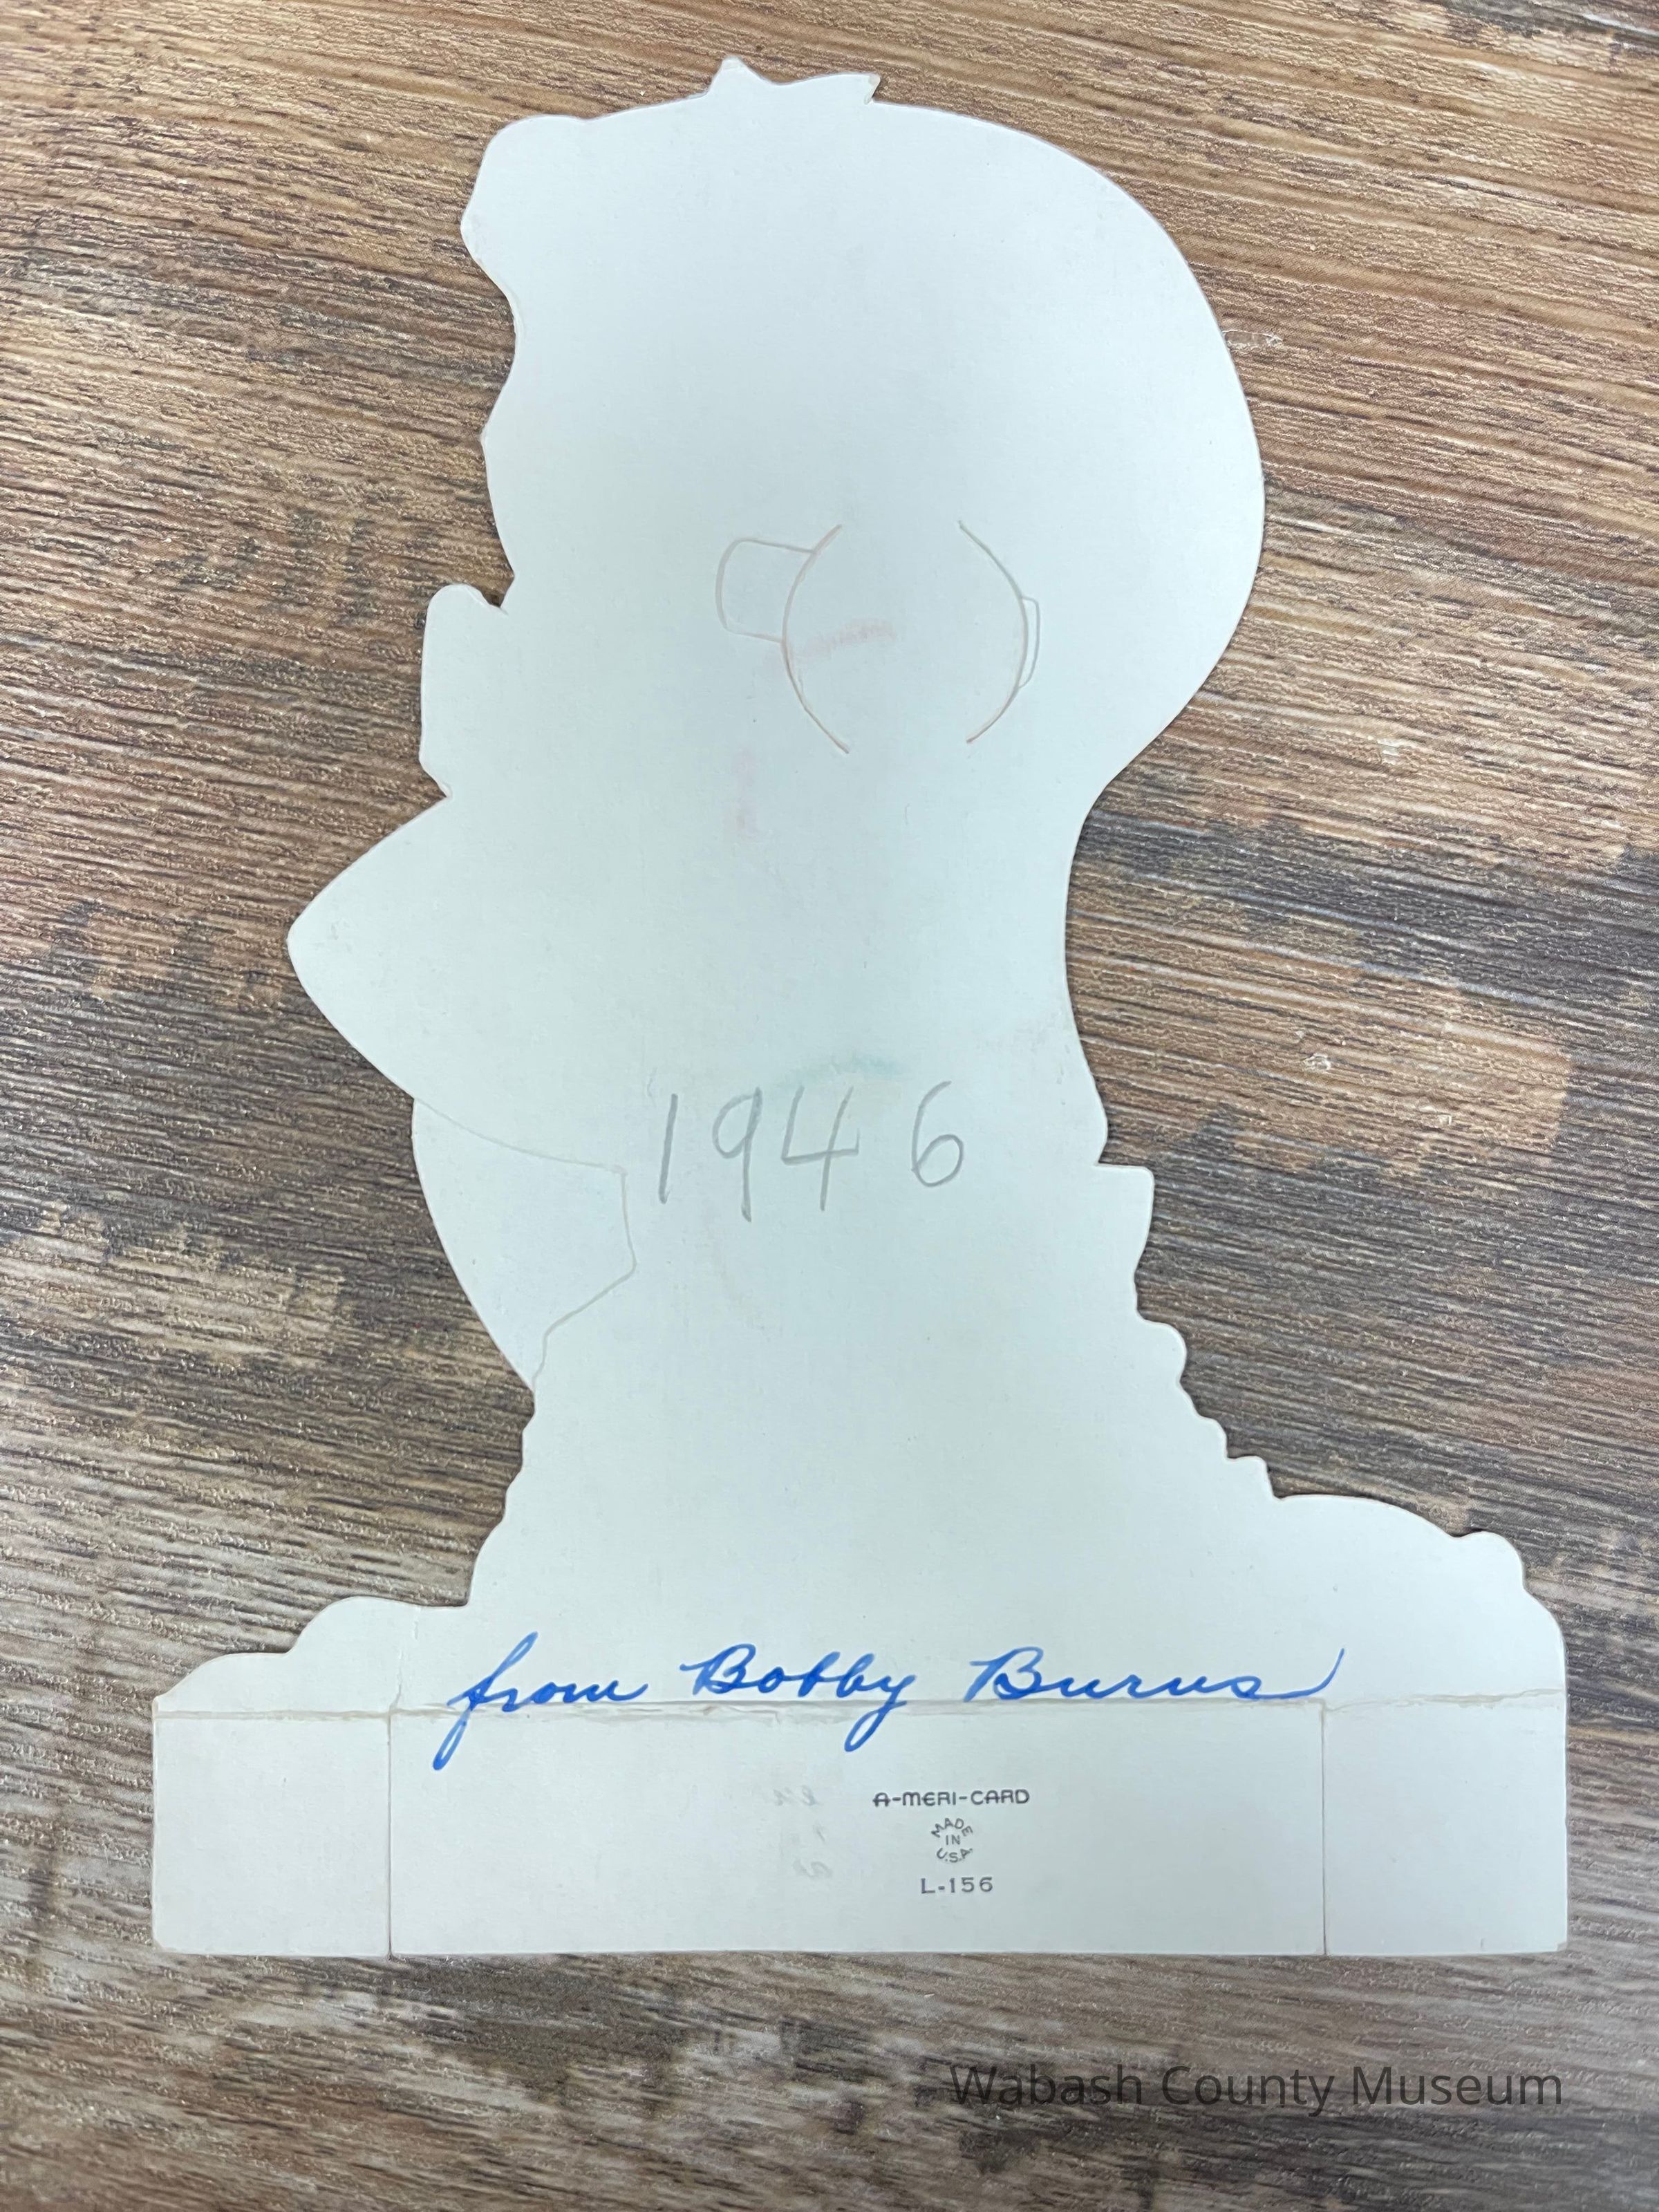 1946
from Bobby Burns
A-MERI-CARD
MADE
IN
U.S.A.
L-156
Wabash County Museum